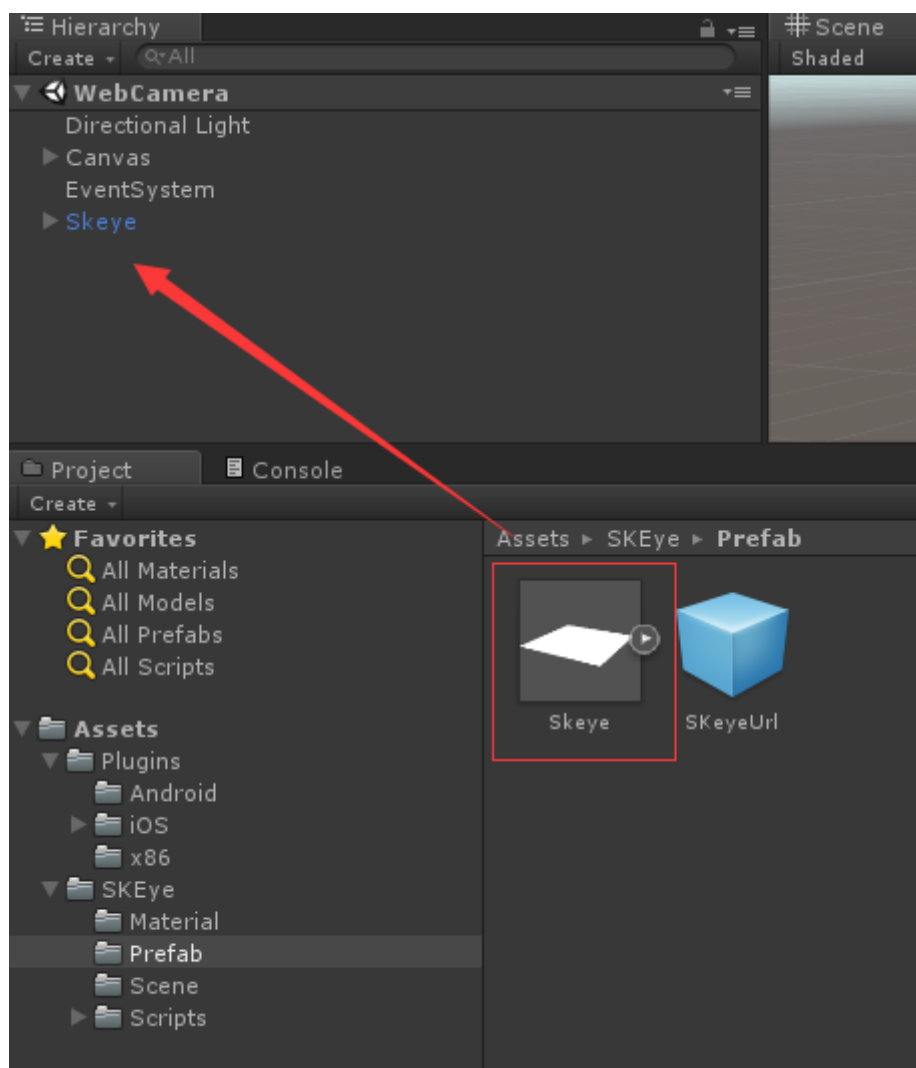 Hierarchy
Create
All
WebCamera
Directional Light
Canvas
EventSystem
Skeye
Scene
Shaded
Project
Console
Create
Favorites
All Materials
All Models
All Prefabs
All Scripts
Assets
Plugins
Android
iOS
x86
SKEye
Material
Prefab
Scene
Scripts
Assets ▸ SKEye ▸ Prefab
Skeye
SKeyeUrl